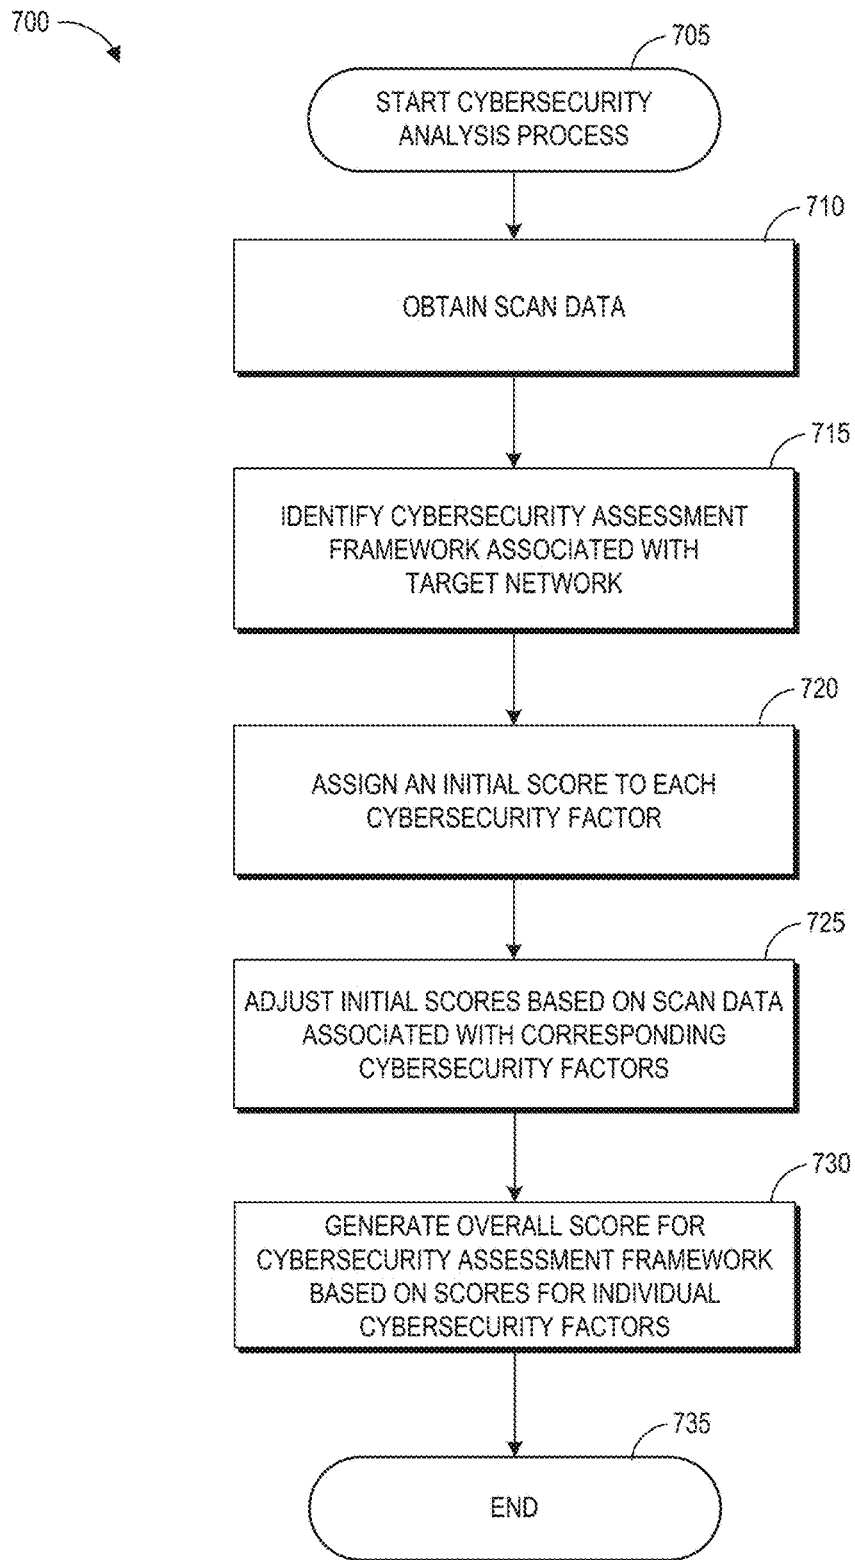 700
705
START CYBERSECURITY
ANALYSIS PROCESS
710
OBTAIN SCAN DATA
715
IDENTIFY CYBERSECURITY ASSESSMENT
FRAMEWORK ASSOCIATED WITH
TARGET NETWORK
720
ASSIGN AN INITIAL SCORE TO EACH
CYBERSECURITY FACTOR
725
ADJUST INITIAL SCORES BASED ON SCAN DATA
ASSOCIATED WITH CORRESPONDING
CYBERSECURITY FACTORS
730
GENERATE OVERALL SCORE FOR
CYBERSECURITY ASSESSMENT FRAMEWORK
BASED ON SCORES FOR INDIVIDUAL
CYBERSECURITY FACTORS
735
END